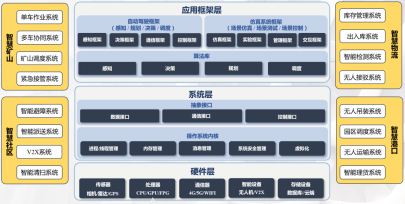 智慧矿山
单车作业系统
多车协同系统
矿山调度系统
紧急接管系统
智慧社区
智能避障系统
智能派送系统
V2X系统
智能清扫系统
应用框架层
自动驾驶框架
(感知 / 规划 / 决策 / 调度)
感知框架
决策框架
通信框架
控制框架
仿真系统框架
(场景仿真 / 场景测试 / 场景控制)
仿真框架
实验框架
管理框架
交互框架
算法库
感知
决策
规划
调度
系统层
抽象接口
数据接口
通信接口
控制接口
操作系统内核
进程/线程管理
内存管理
消息管理
系统安全管理
虚拟化
硬件层
传感器
相机/雷达/GPS
处理器
CPU/GPU/FPG
通信器
4G/5G/WIFI
智能设备
无人机/V2X
存储设备
数据库/云端
智慧物流
库存管理系统
出入库系统
智能检测系统
无人接驳系统
智慧港口
无人吊装系统
园区调度系统
无人运输系统
智能理货系统